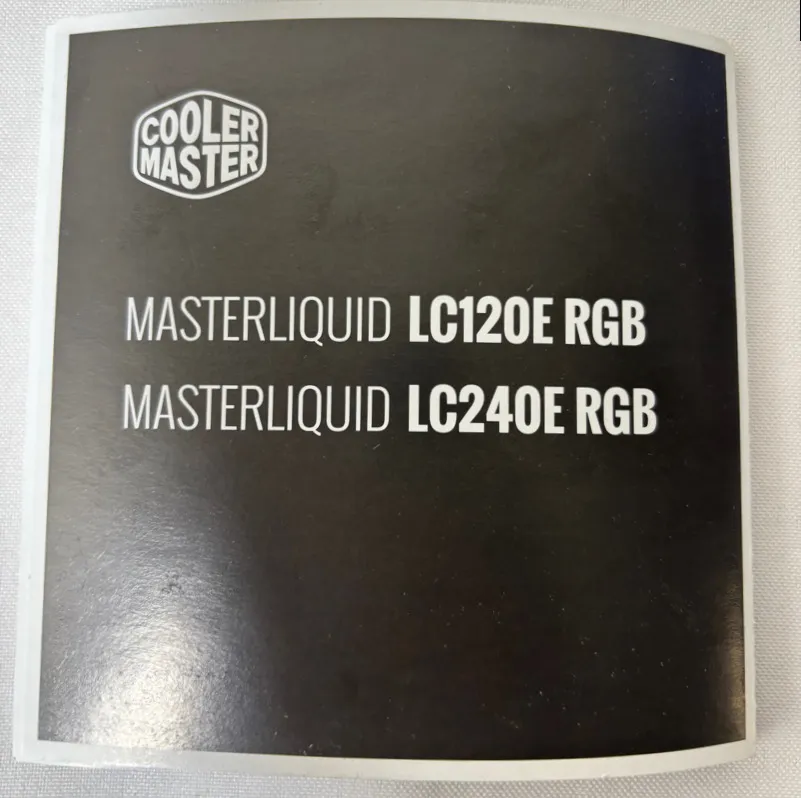 COOLER
MASTER
MASTERLIQUID LC120E RGB
MASTERLIQUID LC240E RGB